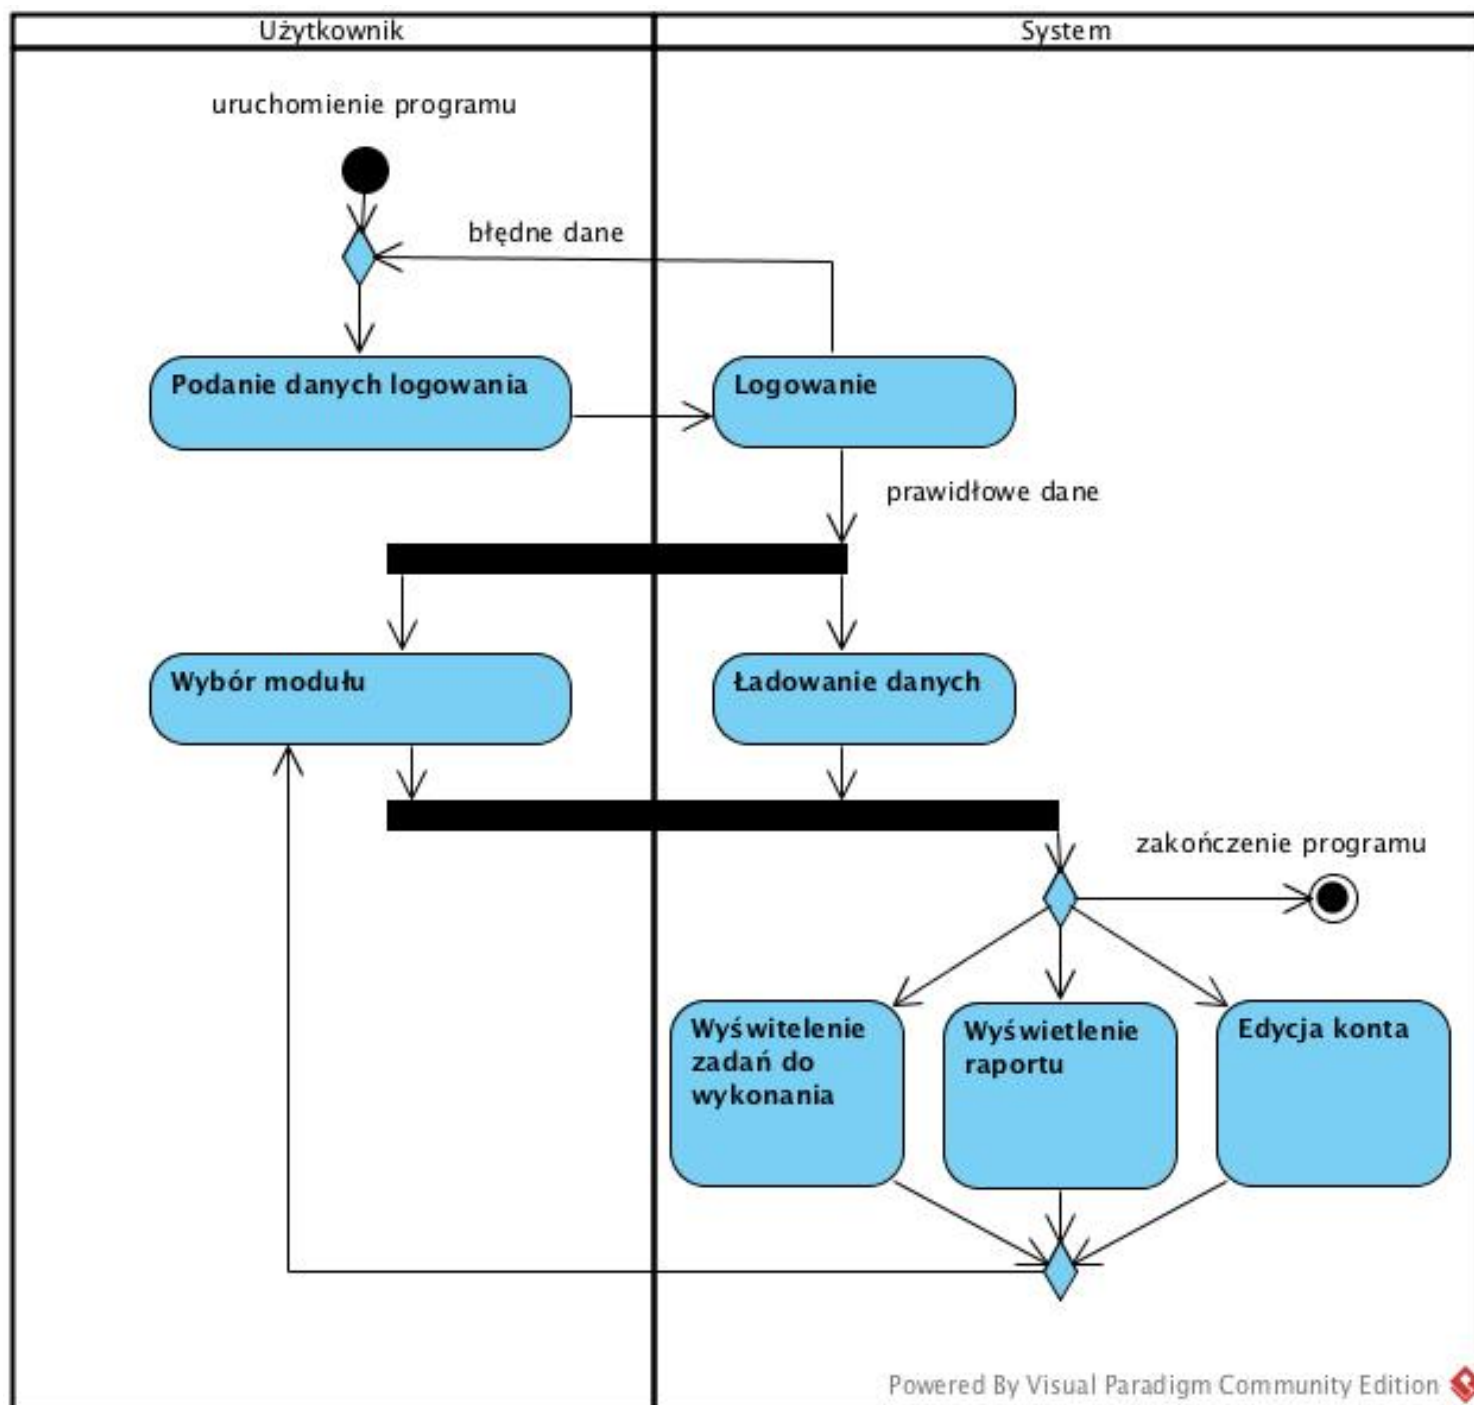 Użytkownik
System
uruchomienie programu
błędne dane
Podanie danych logowania
Logowanie
prawidłowe dane
Wybór modułu
Ładowanie danych
zakończenie programu
Wyświtelenie
zadań do
wykonania
Wyświetlenie
raportu
Edycja konta
Powered By Visual Paradigm Community Edition